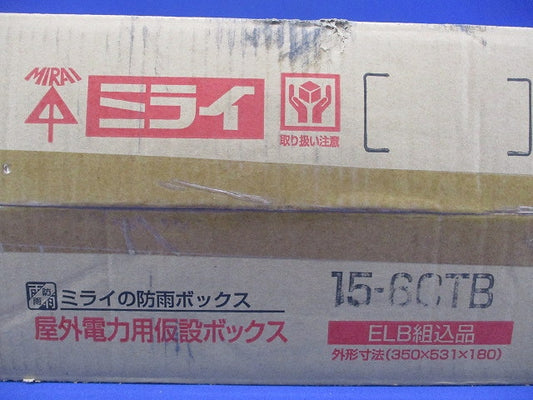 MIRAI
ミライ
取り扱い注意
防雨
ミライの防雨ボックス
15-6CTB
屋外電力用仮設ボックス
ELB組込品
外形寸法(350×531×180)